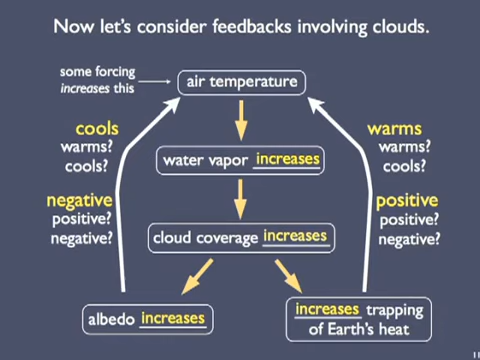 Now let's consider feedbacks involving clouds.
some forcing
increases this
air temperature
cools
warms?
cools?
warms
warms?
cools?
water vapor increases
negative
positive?
negative?
positive
positive?
negative?
cloud coverage increases
albedo increases
increases trapping
of Earth's heat
11